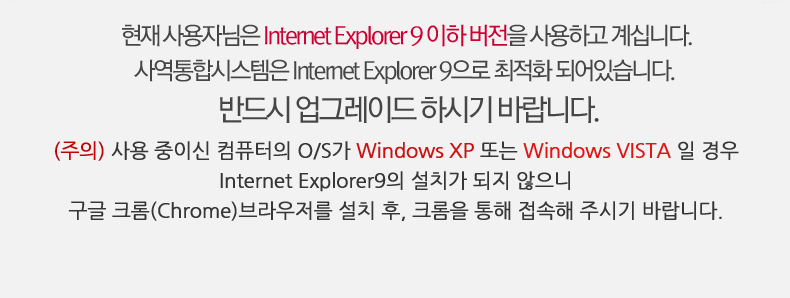 현재 사용자님은 Internet Explorer 9 이하 버전을 사용하고 계십니다.
사역통합시스템은 Internet Explorer 9으로 최적화 되어있습니다.
반드시 업그레이드 하시기 바랍니다.
(주의) 사용 중이신 컴퓨터의 O/S가 Windows XP 또는 Windows VISTA 일 경우
Internet Explorer9의 설치가 되지 않으니
구글 크롬(Chrome)브라우저를 설치 후, 크롬을 통해 접속해 주시기 바랍니다.